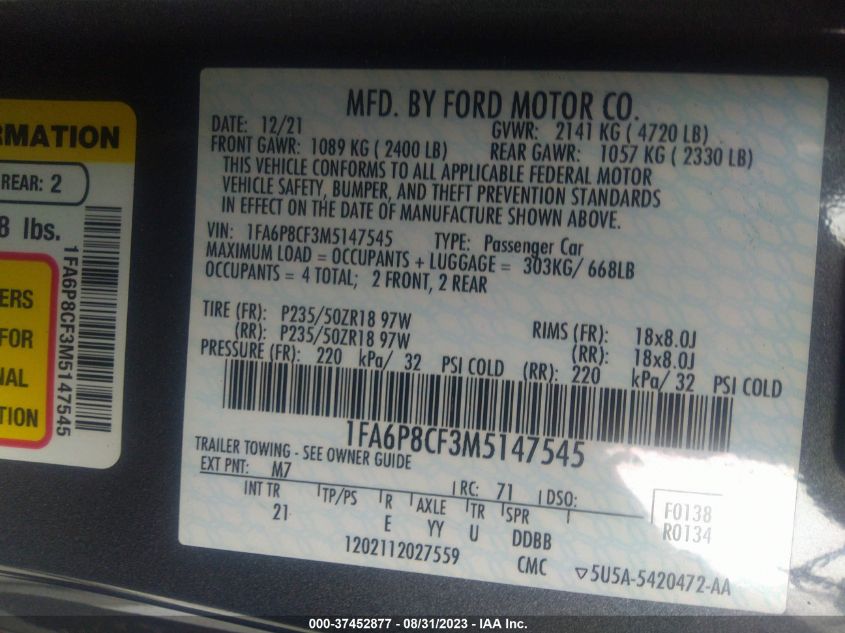 RMATION
REAR: 2
8 lbs.
1FA6P8CF3M5147545
ERS
FOR
NAL
TION
MFD. BY FORD MOTOR CO.
DATE: 12/21 GVWR: 2141 KG ( 4720 LB)
FRONT GAWR: 1089 KG ( 2400 LB) REAR GAWR: 1057 KG ( 2330 LB)
THIS VEHICLE CONFORMS TO ALL APPLICABLE FEDERAL MOTOR
VEHICLE SAFETY, BUMPER, AND THEFT PREVENTION STANDARDS
IN EFFECT ON THE DATE OF MANUFACTURE SHOWN ABOVE.
VIN: 1FA6P8CF3M5147545 TYPE: Passenger Car
MAXIMUM LOAD = OCCUPANTS + LUGGAGE = 303KG/ 668LB
OCCUPANTS = 4 TOTAL; 2 FRONT, 2 REAR
TIRE (FR): P235/50ZR18 97W RIMS (FR): 18x8.0J
(RR): P235/50ZR18 97W (RR): 18x8.0J
PRESSURE (FR): 220 kPa/ 32 PSI COLD (RR): 220 kPa/ 32 PSI COLD
1FA6P8CF3M5147545
TRAILER TOWING - SEE OWNER GUIDE
EXT PNT: M7 RC: 71 DSO:
INT TR TP/PS R AXLE TR SPR
21 E YY U DDBB
F0138
R0134
1202112027559 CMC ▽5U5A-5420472-AA
000-37452877 - 08/31/2023 - IAA Inc.